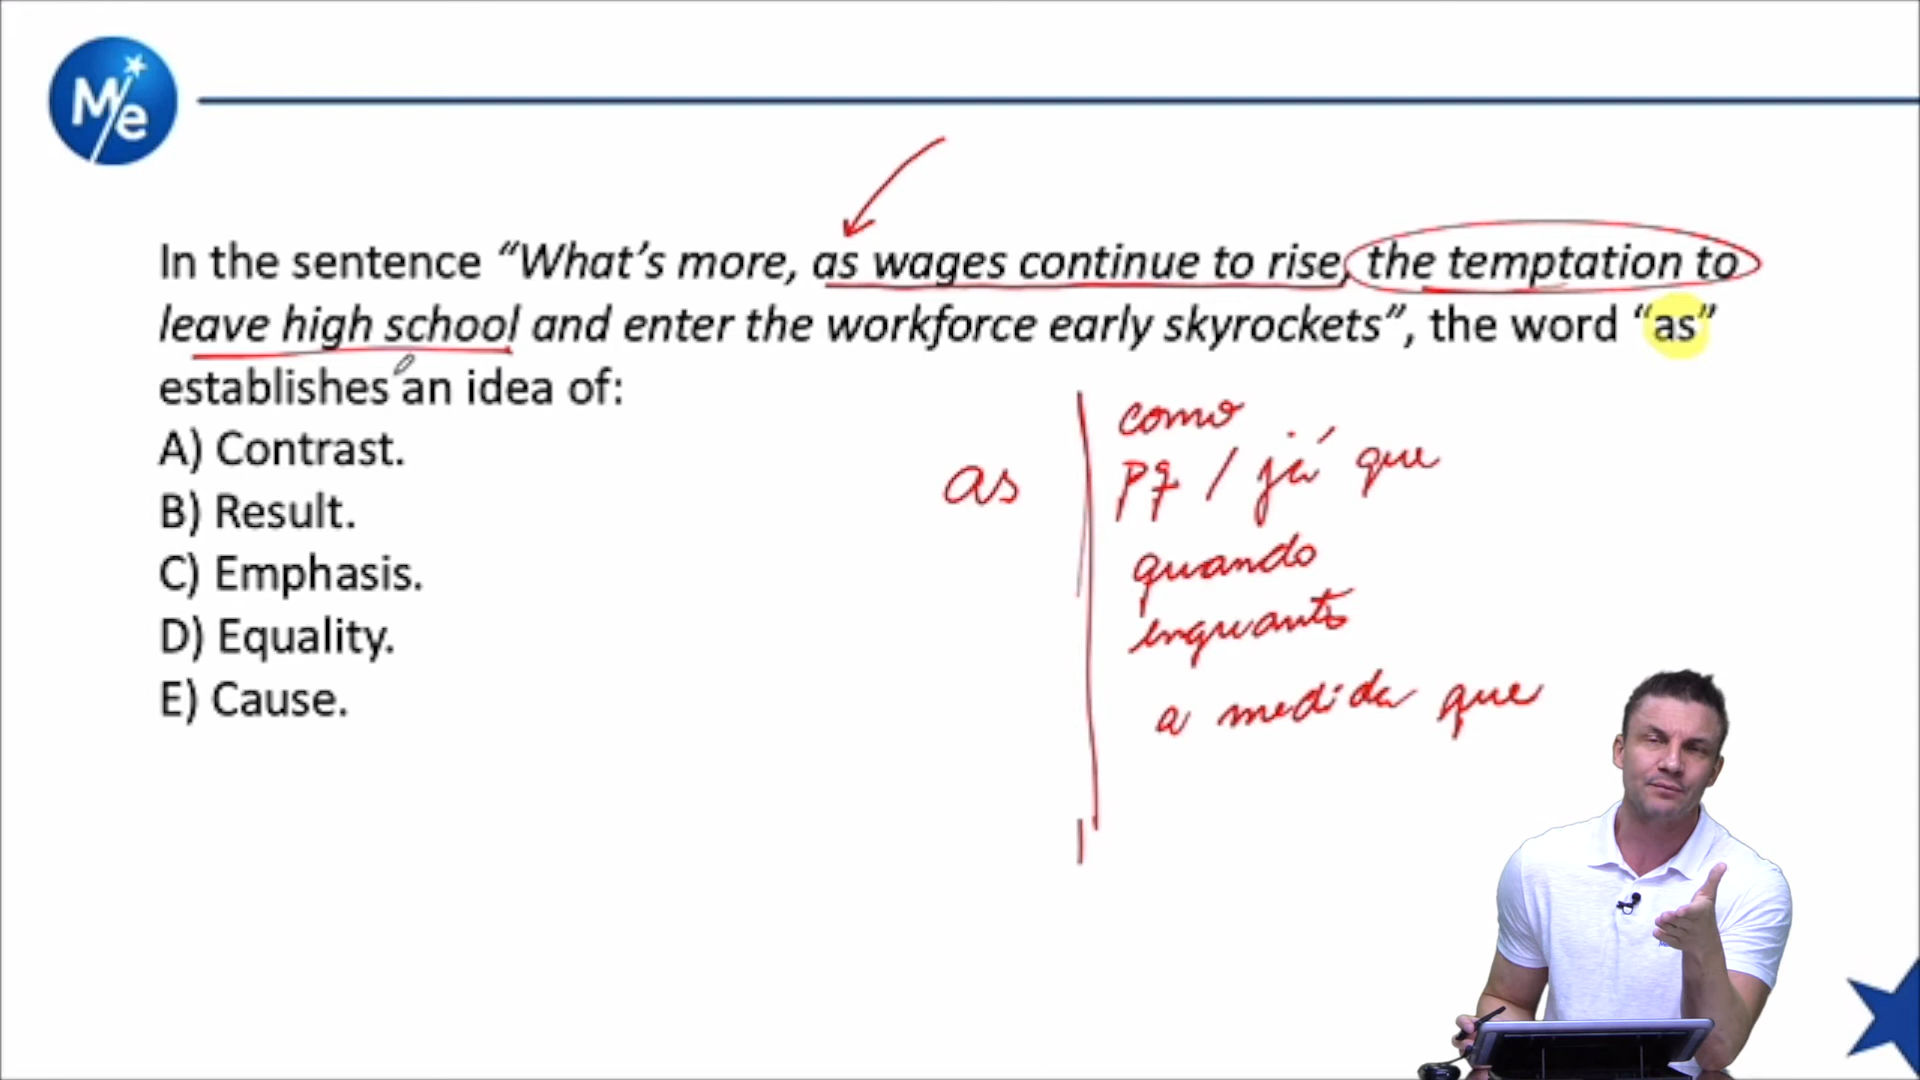 M/e
In the sentence “What’s more, as wages continue to rise, the temptation to
leave high school and enter the workforce early skyrockets”, the word “as”
establishes an idea of:
A) Contrast.
B) Result.
C) Emphasis.
D) Equality.
E) Cause.
as
como
pq / já que
quando
enquanto
a medida que